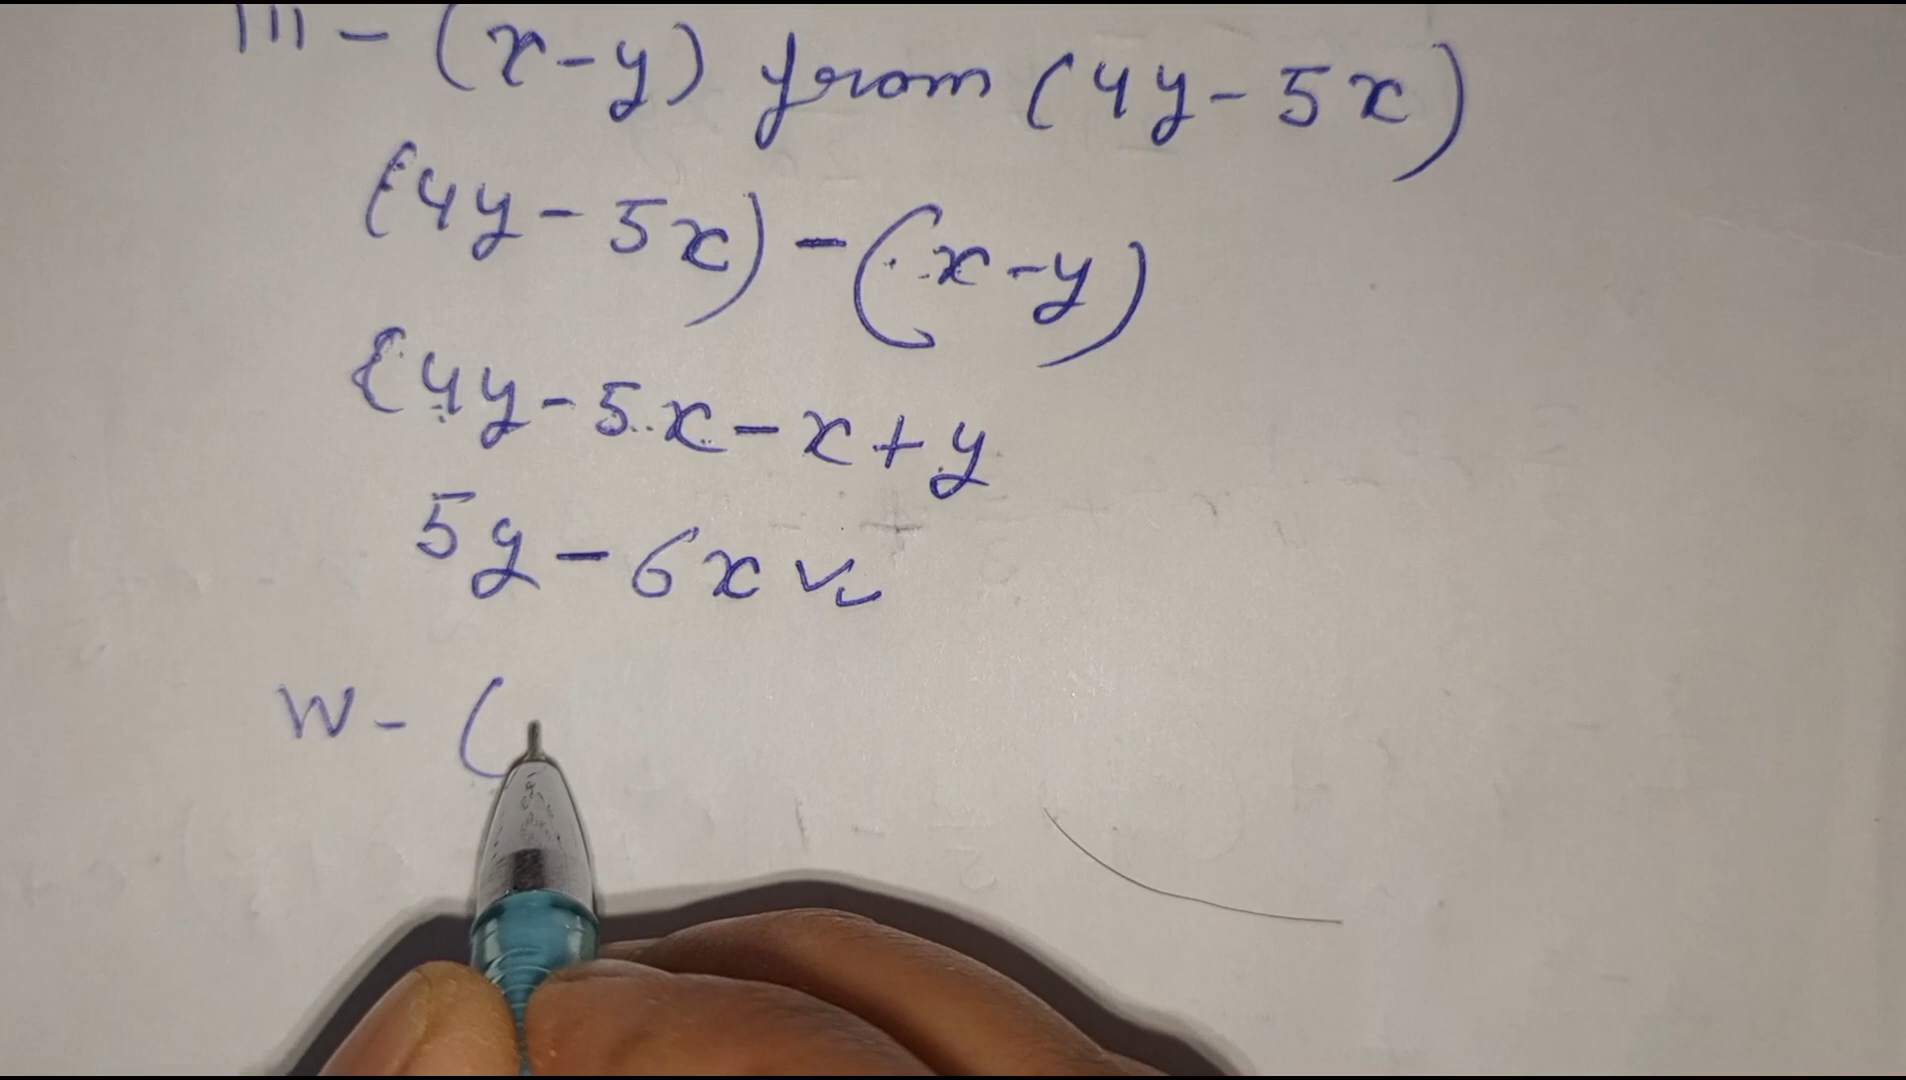 III - (x-y) from (4y-5x)
(4y-5x)-(x-y)
{4y-5x-x+y
5y-6x
IV - (